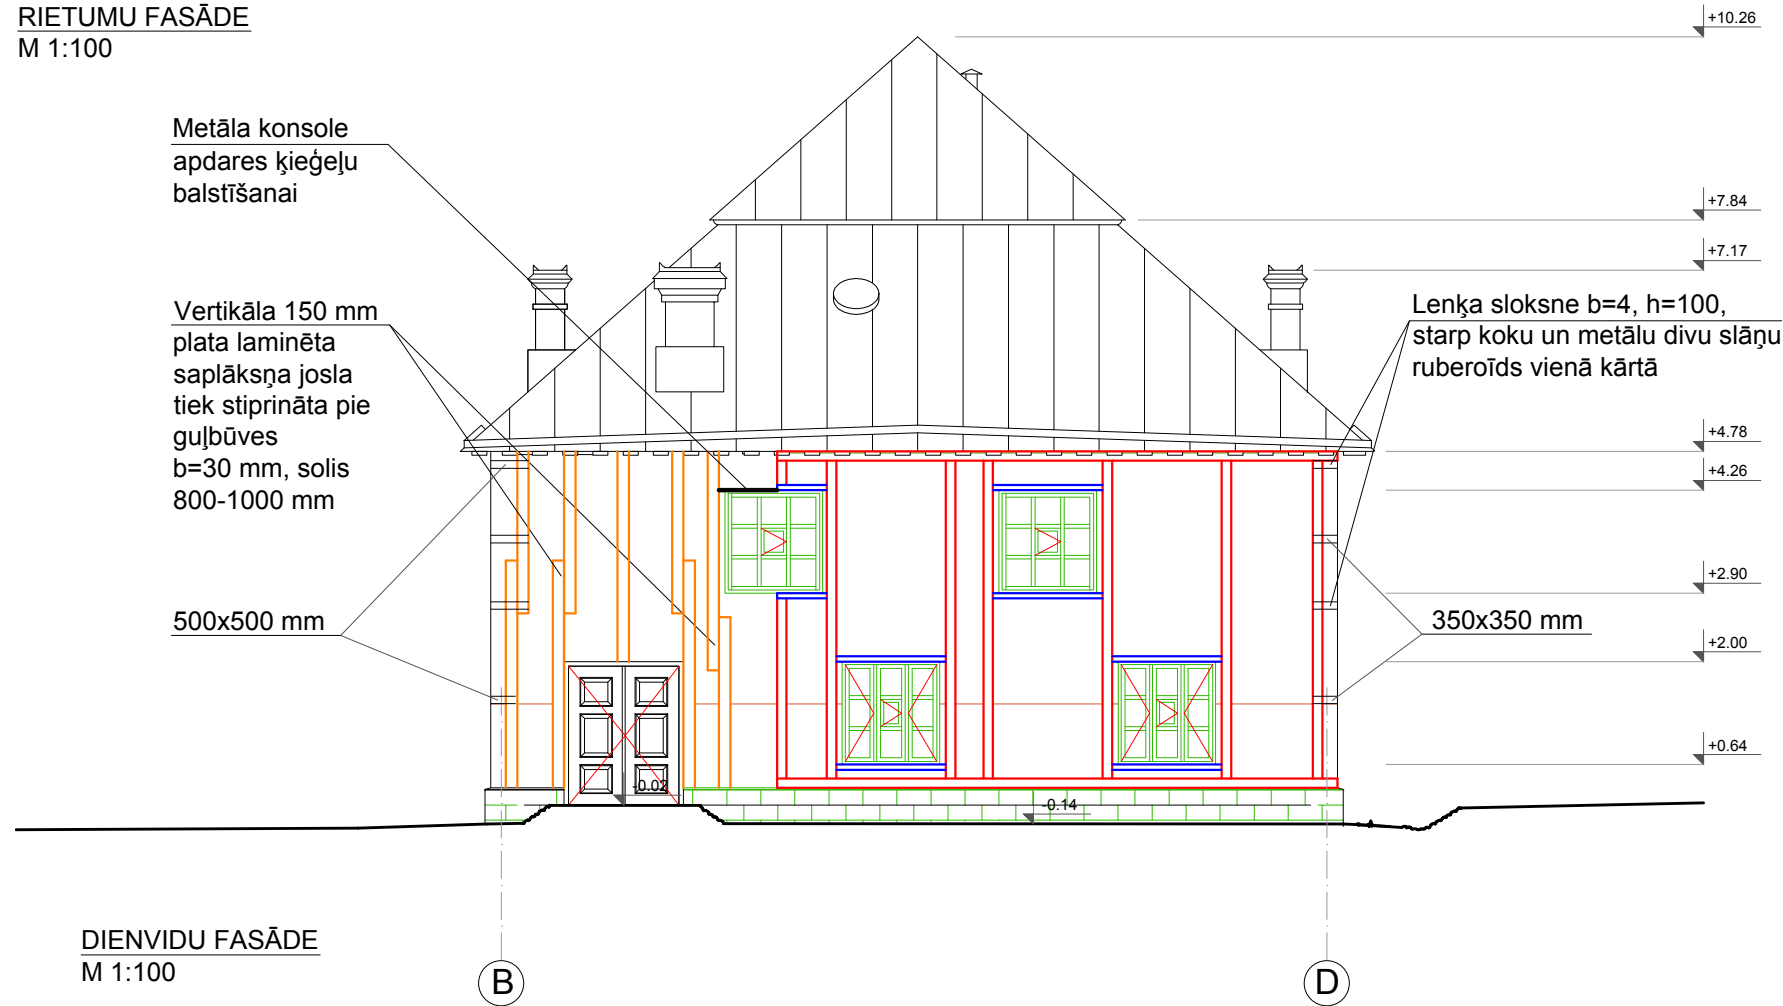 RIETUMU FASĀDE
M 1:100
+10.26
Metāla konsole
apdares ķieģeļu
balstīšanai
+7.84
+7.17
Vertikāla 150 mm
plata laminēta
saplākšņa josla
tiek stiprināta pie
guļbūves
b=30 mm, solis
800-1000 mm
Leņķa sloksne b=4, h=100,
starp koku un metālu divu slāņu
ruberoīds vienā kārtā
+4.78
+4.26
+2.90
500x500 mm
350x350 mm
+2.00
+0.64
-0.02
-0.14
DIENVIDU FASĀDE
M 1:100
B
D